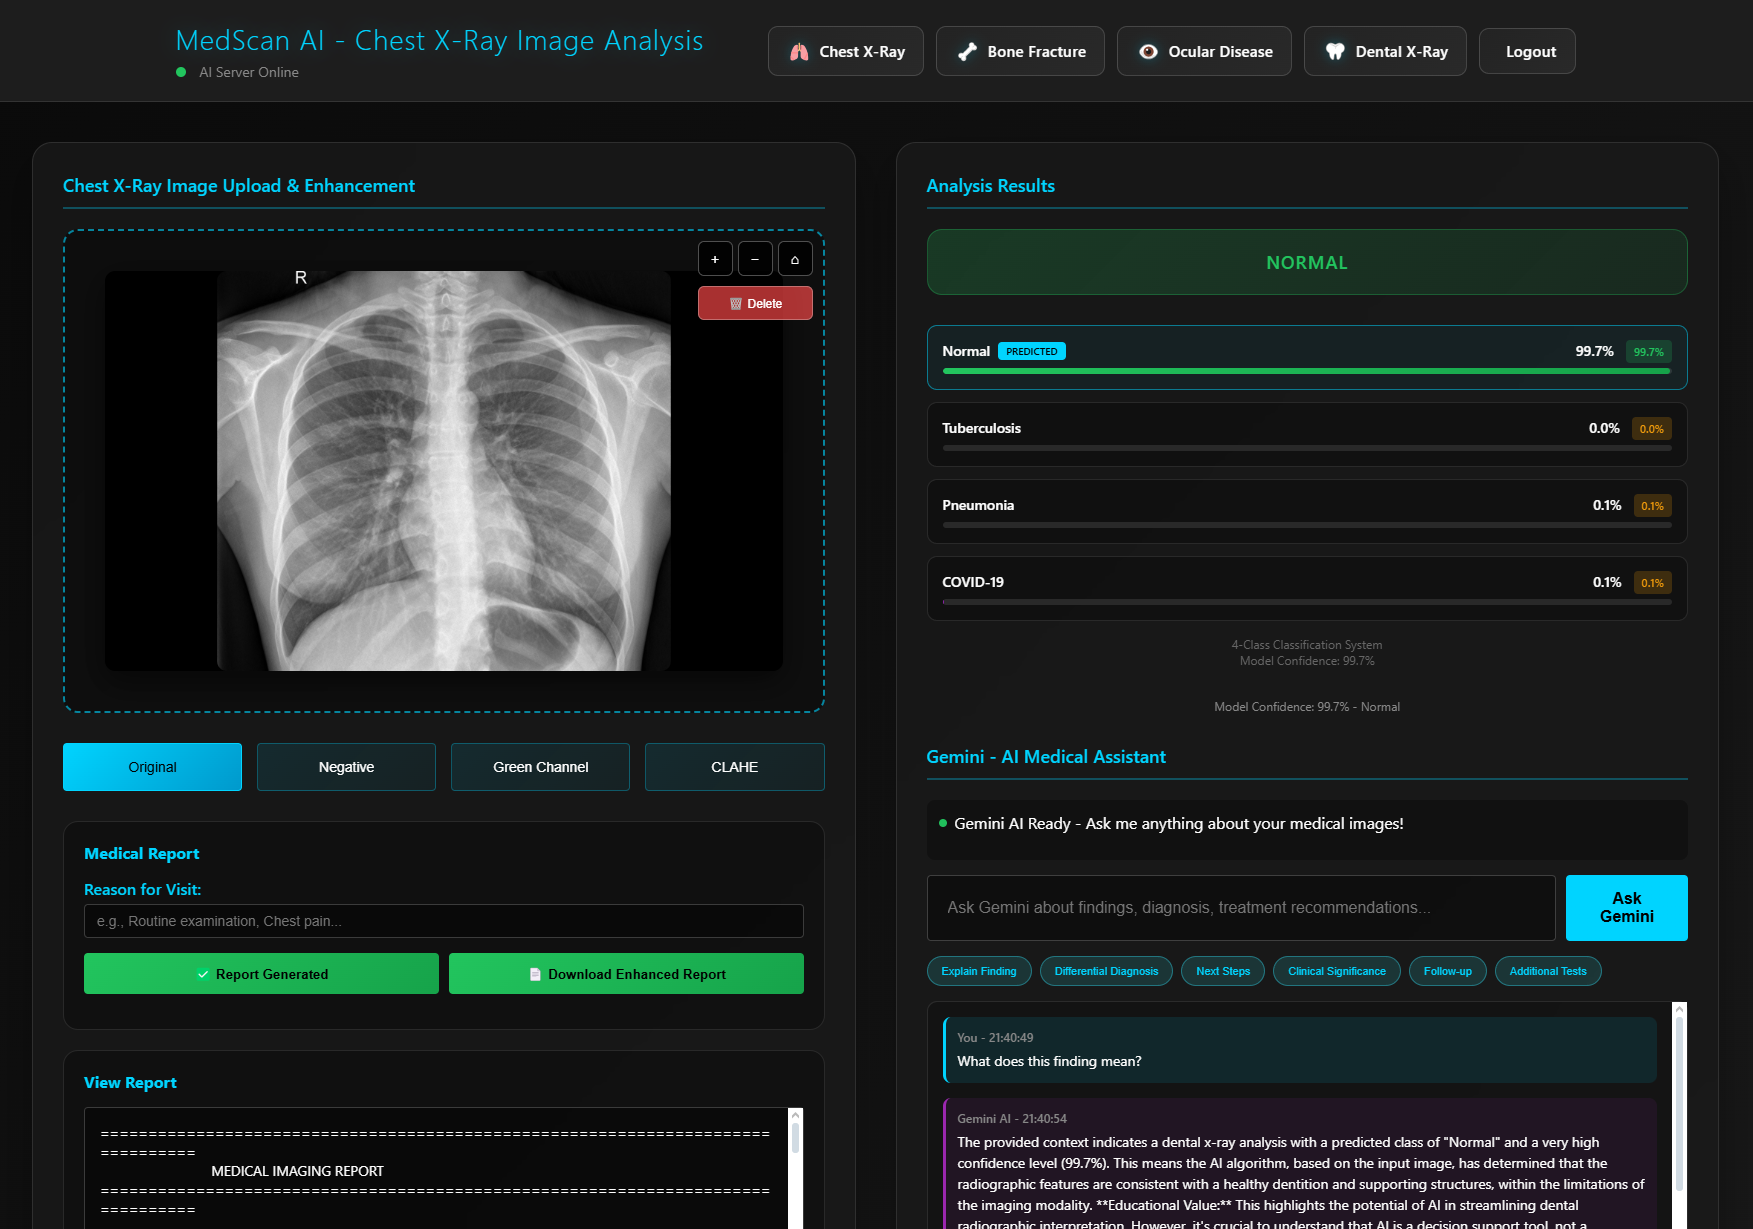 MedScan AI - Chest X-Ray Image Analysis
AI Server Online
Chest X-Ray
Bone Fracture
Ocular Disease
Dental X-Ray
Logout
Chest X-Ray Image Upload & Enhancement
+
−
⌂
Delete
R
Original
Negative
Green Channel
CLAHE
Medical Report
Reason for Visit:
e.g., Routine examination, Chest pain...
Report Generated
Download Enhanced Report
View Report
======================================================================
==========
MEDICAL IMAGING REPORT
======================================================================
==========
Analysis Results
NORMAL
Normal PREDICTED 99.7% 99.7%
Tuberculosis 0.0% 0.0%
Pneumonia 0.1% 0.1%
COVID-19 0.1% 0.1%
4-Class Classification System
Model Confidence: 99.7%
Model Confidence: 99.7% - Normal
Gemini - AI Medical Assistant
Gemini AI Ready - Ask me anything about your medical images!
Ask Gemini about findings, diagnosis, treatment recommendations...
Ask
Gemini
Explain Finding
Differential Diagnosis
Next Steps
Clinical Significance
Follow-up
Additional Tests
You - 21:40:49
What does this finding mean?
Gemini AI - 21:40:54
The provided context indicates a dental x-ray analysis with a predicted class of "Normal" and a very high
confidence level (99.7%). This means the AI algorithm, based on the input image, has determined that the
radiographic features are consistent with a healthy dentition and supporting structures, within the limitations of
the imaging modality. **Educational Value:** This highlights the potential of AI in streamlining dental
radiographic interpretation. However, it's crucial to understand that AI is a decision support tool, not a